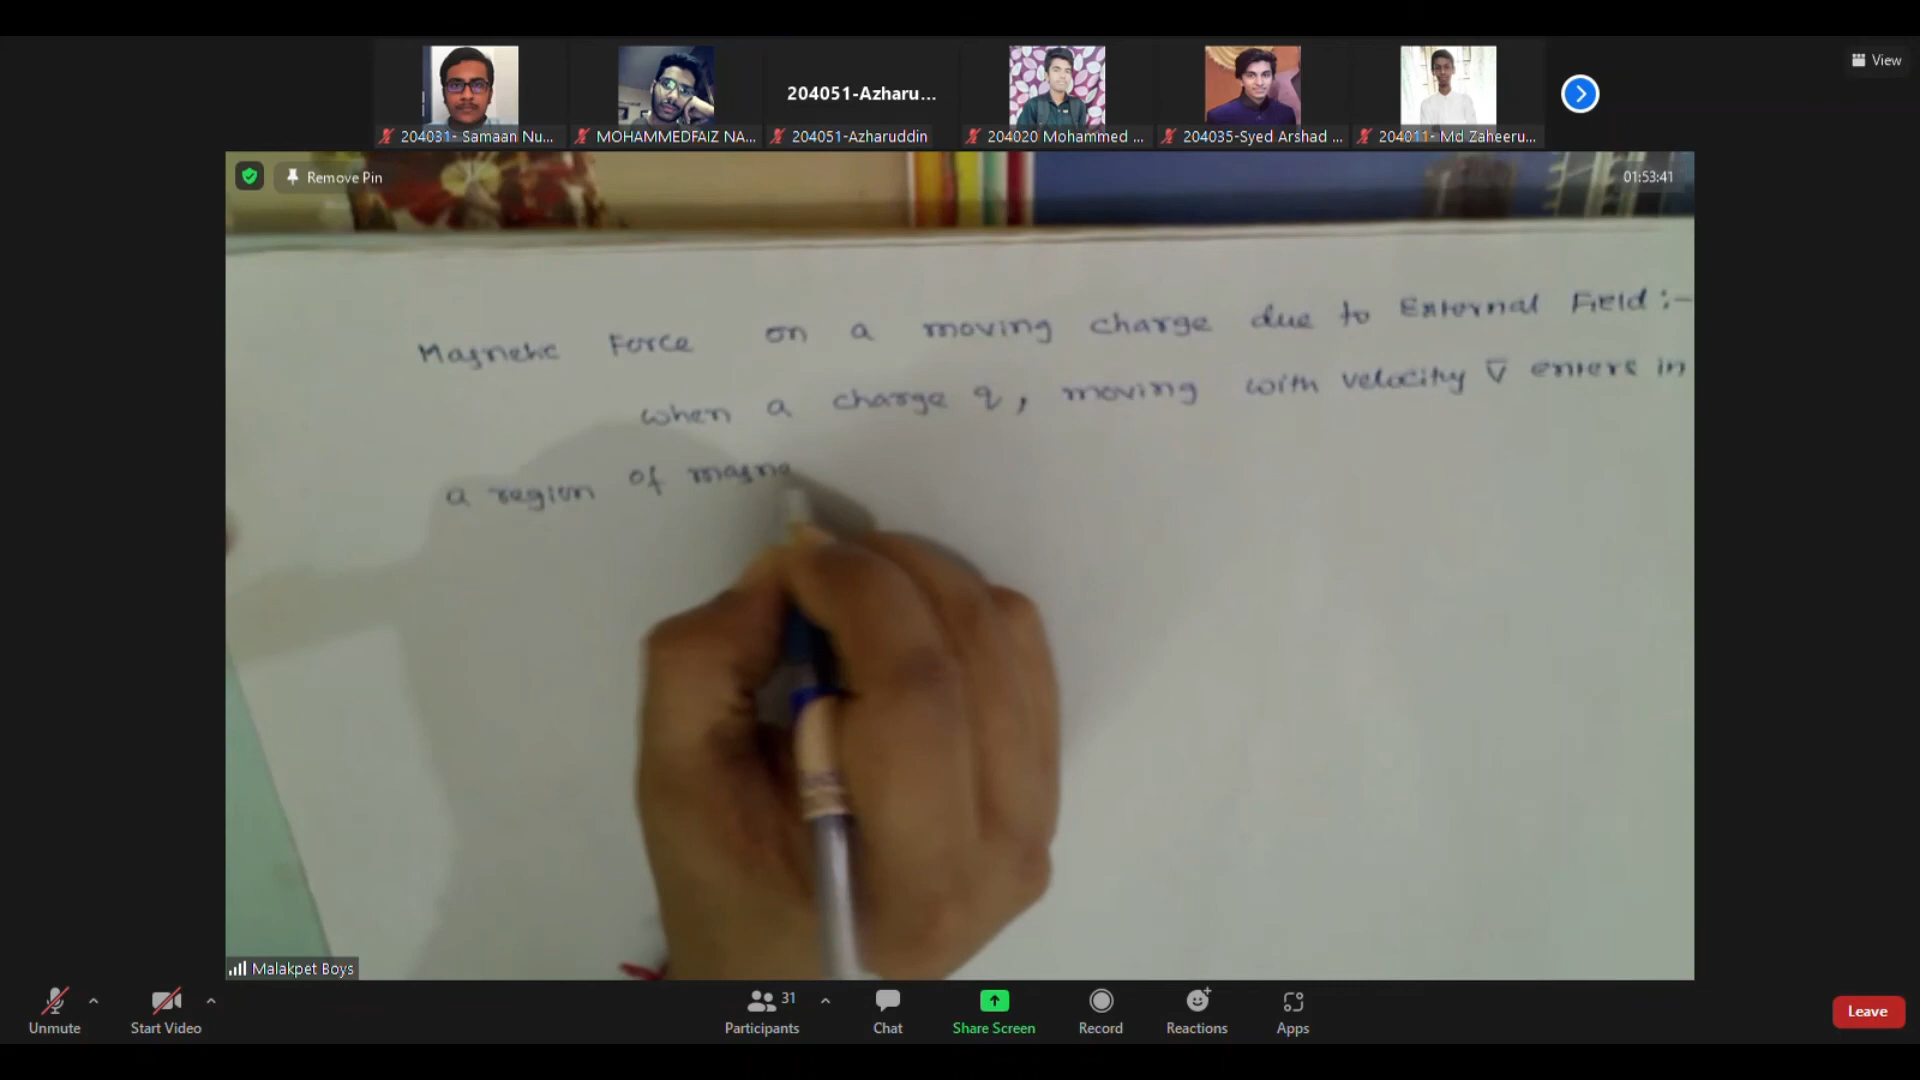 204051-Azharu...
View
204031- Samaan Nu...
MOHAMMEDFAIZ NA...
204051-Azharuddin
204020 Mohammed ...
204035-Syed Arshad ...
204011- Md Zaheeru...
Remove Pin
01:53:41
Magnetic Force on a moving charge due to External Field :-
when a charge q, moving with velocity v̅ enters in
a region of magne
Malakpet Boys
31
Unmute
Start Video
Participants
Chat
Share Screen
Record
Reactions
Apps
Leave